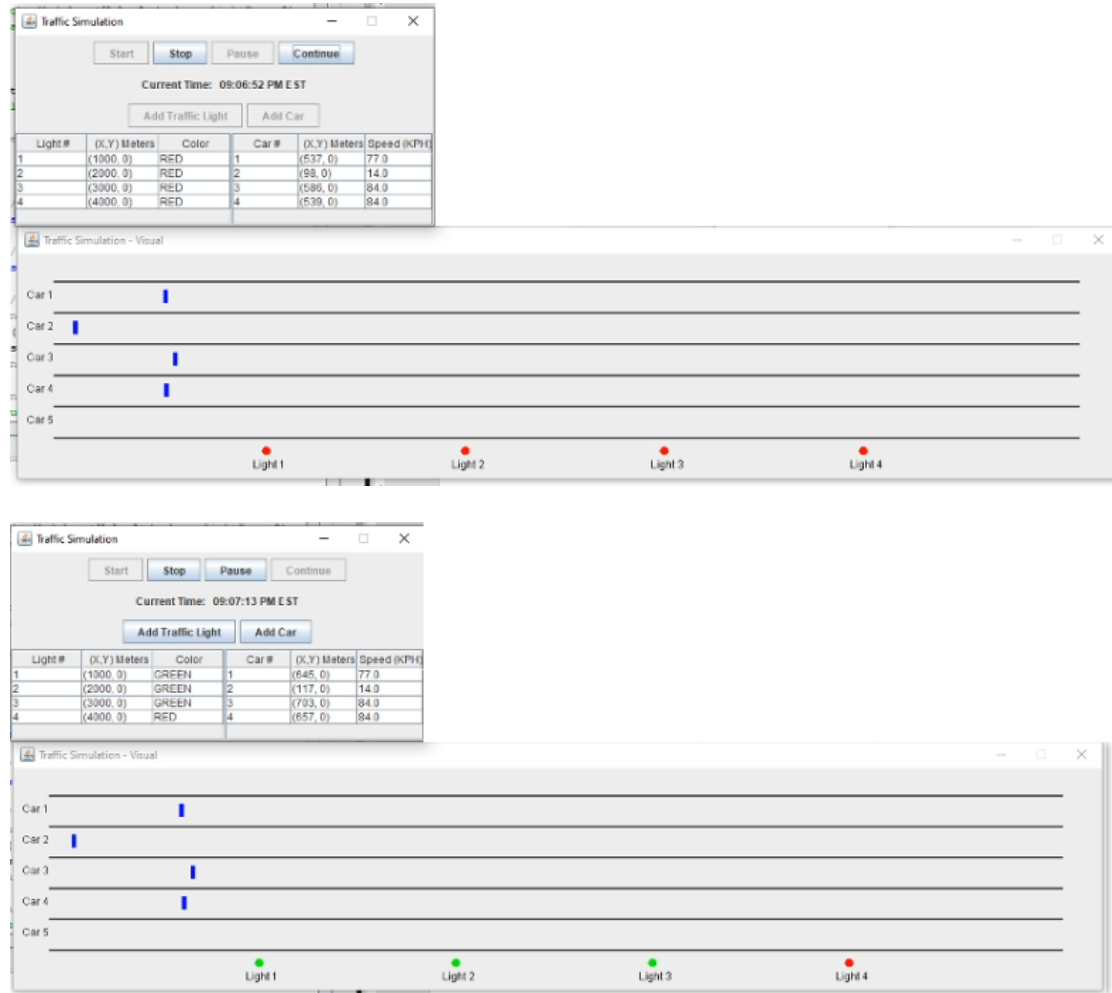 Traffic Simulation
Start Stop Pause Continue
Current Time: 09:06:52 PM EST
Add Traffic Light Add Car
Light # (X,Y) Meters Color Car # (X,Y) Meters Speed (KPH)
1 (1000, 0) RED 1 (537, 0) 77.0
2 (2000, 0) RED 2 (98, 0) 14.0
3 (3000, 0) RED 3 (586, 0) 84.0
4 (4000, 0) RED 4 (539, 0) 84.0
Traffic Simulation - Visual
Car 1
Car 2
Car 3
Car 4
Car 5
Light 1 Light 2 Light 3 Light 4
Traffic Simulation
Start Stop Pause Continue
Current Time: 09:07:13 PM EST
Add Traffic Light Add Car
Light # (X,Y) Meters Color Car # (X,Y) Meters Speed (KPH)
1 (1000, 0) GREEN 1 (645, 0) 77.0
2 (2000, 0) GREEN 2 (117, 0) 14.0
3 (3000, 0) GREEN 3 (703, 0) 84.0
4 (4000, 0) RED 4 (657, 0) 84.0
Traffic Simulation - Visual
Car 1
Car 2
Car 3
Car 4
Car 5
Light 1 Light 2 Light 3 Light 4